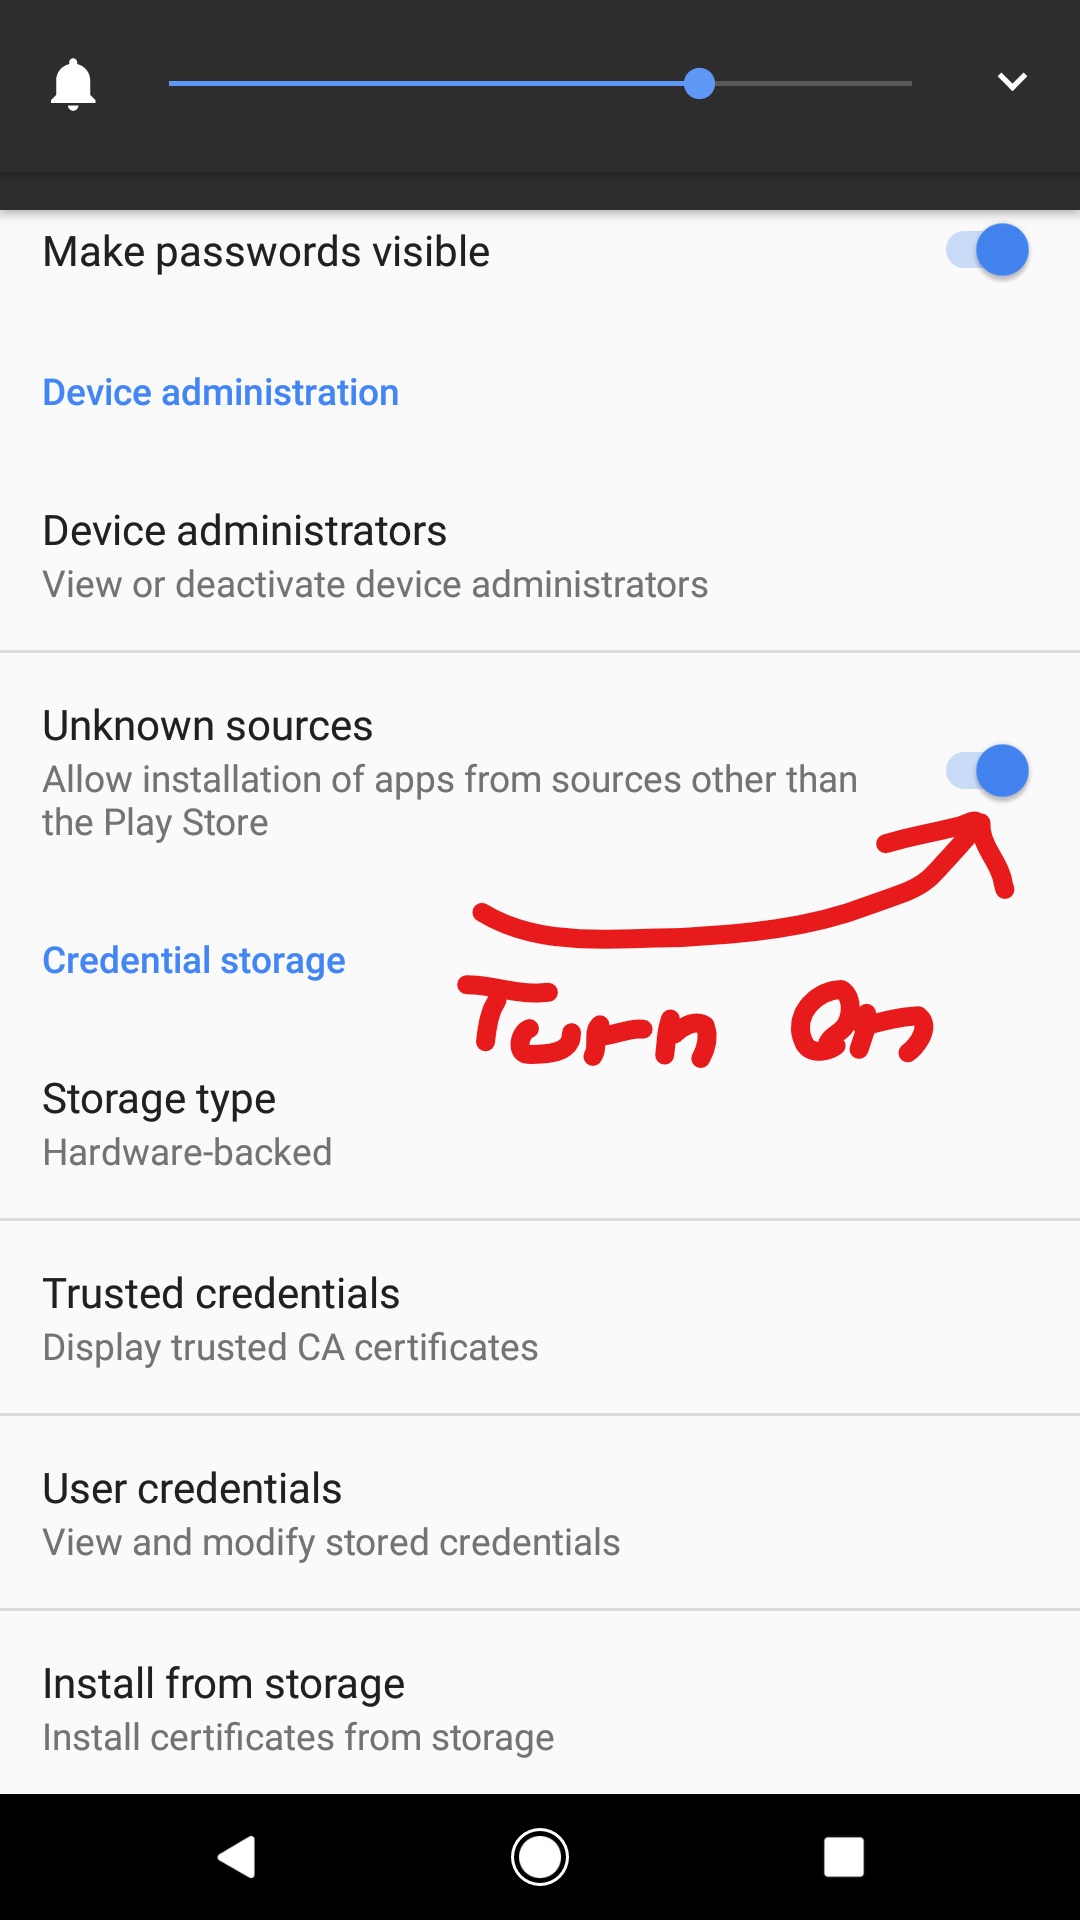 Make passwords visible
Device administration
Device administrators
View or deactivate device administrators
Unknown sources
Allow installation of apps from sources other than
the Play Store
Credential storage
Turn On
Storage type
Hardware-backed
Trusted credentials
Display trusted CA certificates
User credentials
View and modify stored credentials
Install from storage
Install certificates from storage